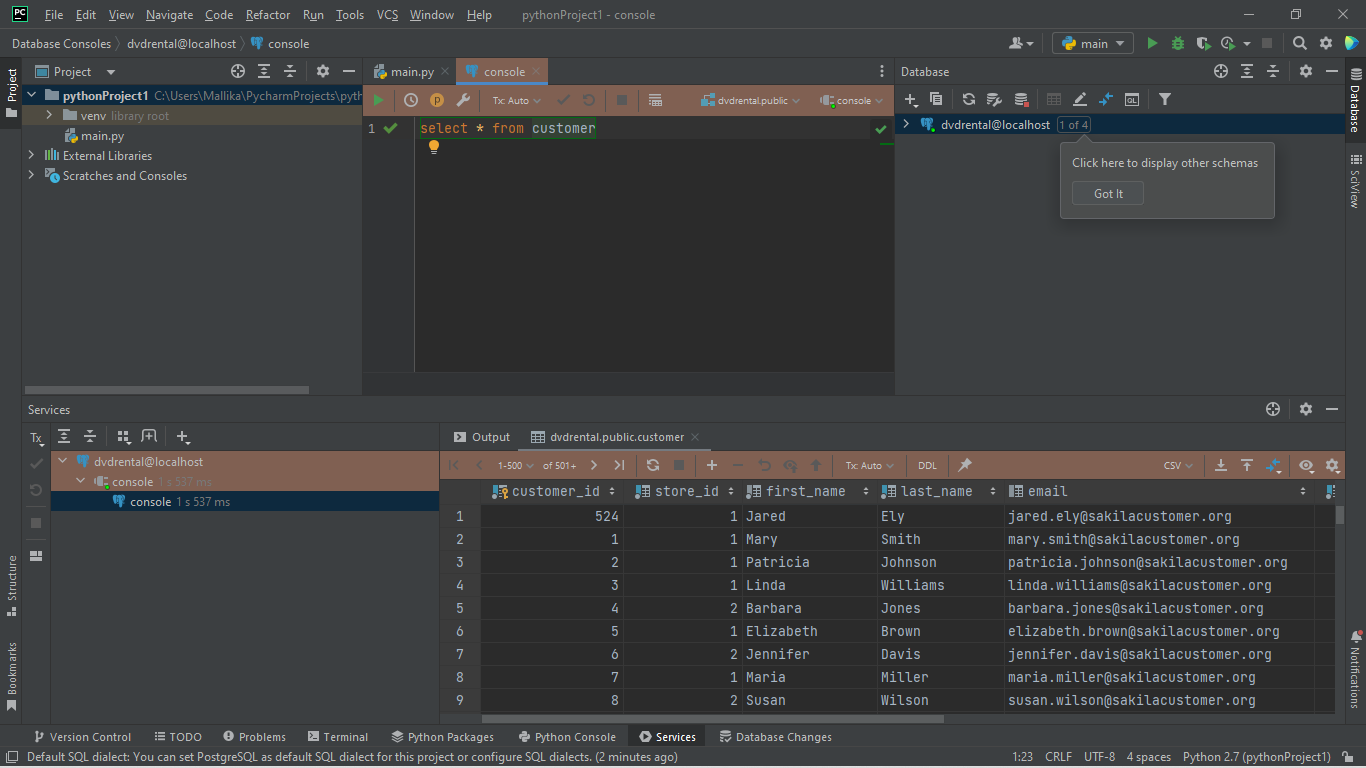 PC File Edit View Navigate Code Refactor Run Tools VCS Window Help pythonProject1 - console
Database Consoles dvdrental@localhost console main
Project main.py console Database
pythonProject1 C:\Users\Mallika\PycharmProjects\pyth
venv library root
main.py
External Libraries
Scratches and Consoles
Tx: Auto dvdrental.public console
1 select * from customer
QL
dvdrental@localhost 1 of 4
Click here to display other schemas
Got It
Project
Structure
Bookmarks
Database
SciView
Notifications
Services
Tx
dvdrental@localhost
console 1 s 537 ms
console 1 s 537 ms
Output dvdrental.public.customer
1-500 of 501+ Tx: Auto DDL CSV
customer_id store_id first_name last_name email
1 524 1 Jared Ely jared.ely@sakilacustomer.org
2 1 1 Mary Smith mary.smith@sakilacustomer.org
3 2 1 Patricia Johnson patricia.johnson@sakilacustomer.org
4 3 1 Linda Williams linda.williams@sakilacustomer.org
5 4 2 Barbara Jones barbara.jones@sakilacustomer.org
6 5 1 Elizabeth Brown elizabeth.brown@sakilacustomer.org
7 6 2 Jennifer Davis jennifer.davis@sakilacustomer.org
8 7 1 Maria Miller maria.miller@sakilacustomer.org
9 8 2 Susan Wilson susan.wilson@sakilacustomer.org
Version Control TODO Problems Terminal Python Packages Python Console Services Database Changes
Default SQL dialect: You can set PostgreSQL as default SQL dialect for this project or configure SQL dialects. (2 minutes ago) 1:23 CRLF UTF-8 4 spaces Python 2.7 (pythonProject1)